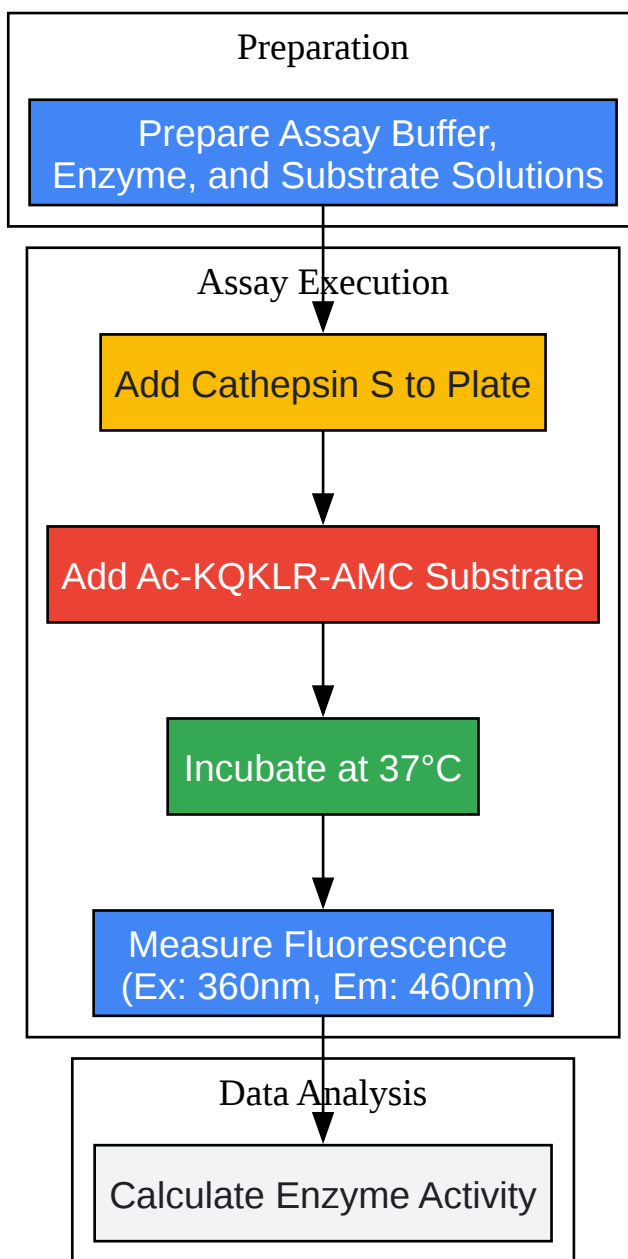 Preparation
Prepare Assay Buffer,
Enzyme, and Substrate Solutions
Assay Execution
Add Cathepsin S to Plate
Add Ac-KQKLR-AMC Substrate
Incubate at 37°C
Measure Fluorescence
(Ex: 360nm, Em: 460nm)
Data Analysis
Calculate Enzyme Activity